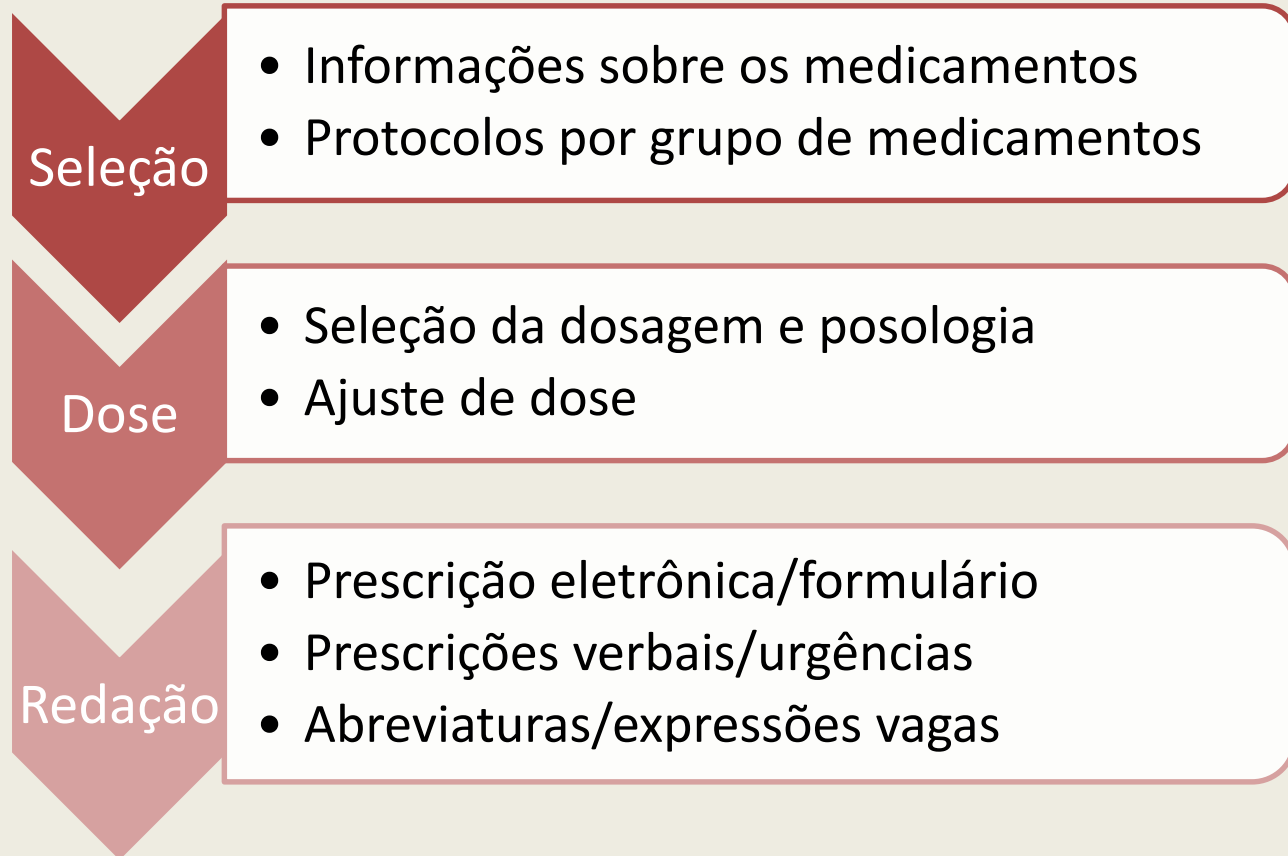 Seleção
• Informações sobre os medicamentos
• Protocolos por grupo de medicamentos
Dose
• Seleção da dosagem e posologia
• Ajuste de dose
Redação
• Prescrição eletrônica/formulário
• Prescrições verbais/urgências
• Abreviaturas/expressões vagas